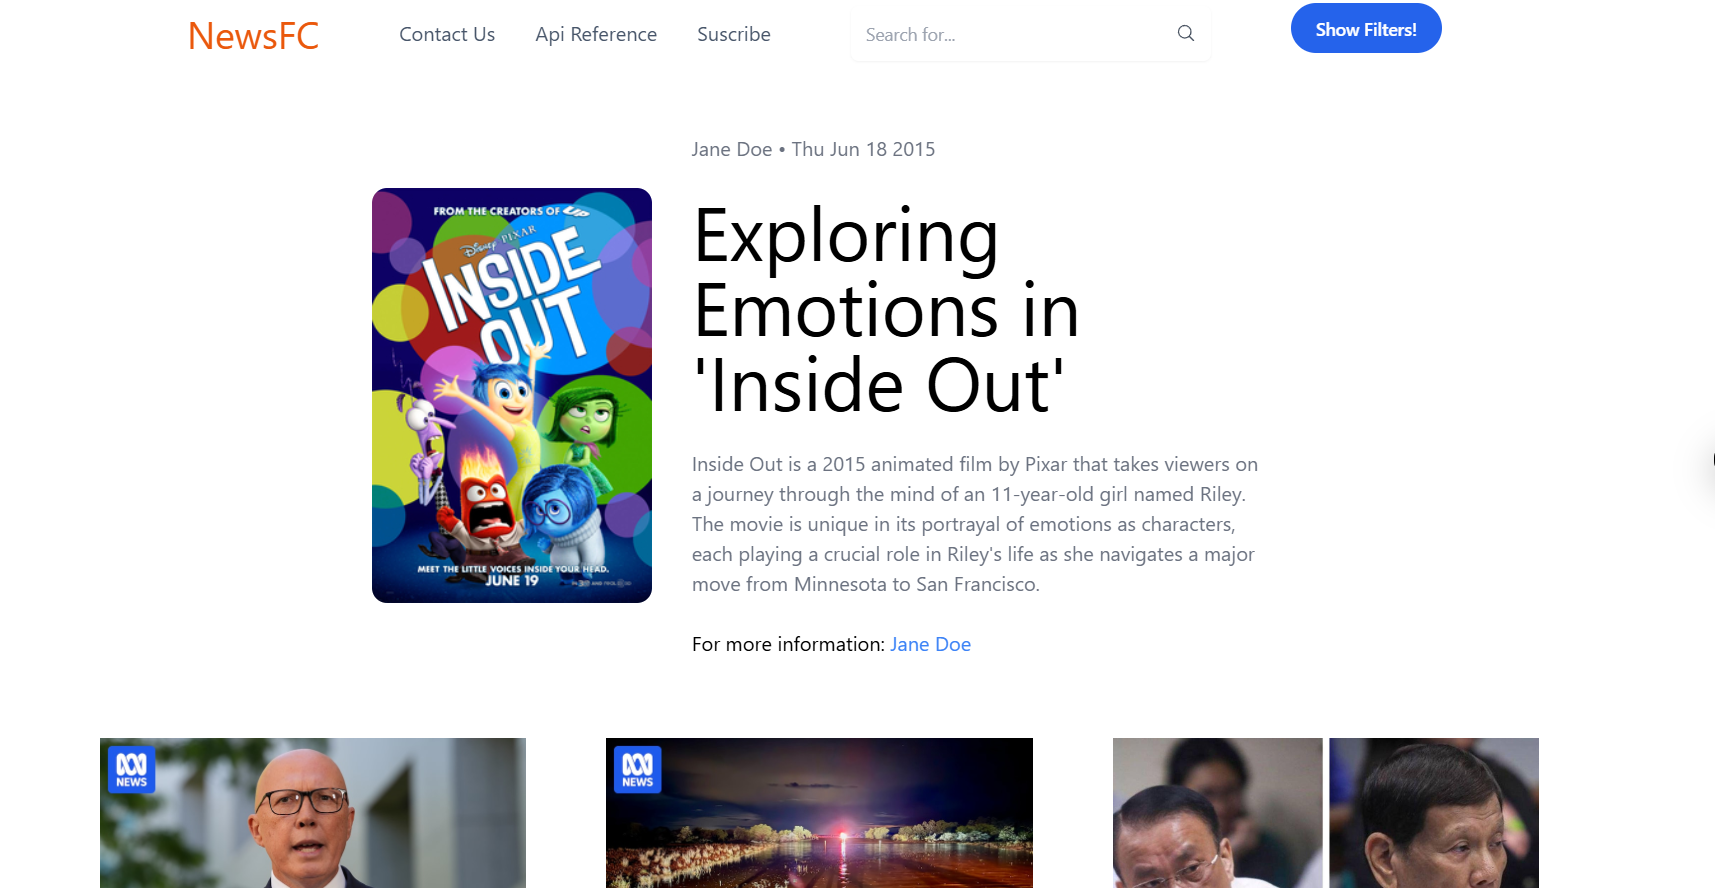 NewsFC
Contact Us
Api Reference
Suscribe
Search for...
Show Filters!
Jane Doe • Thu Jun 18 2015
FROM THE CREATORS OF UP
Disney PIXAR
INSIDE
OUT
MEET THE LITTLE VOICES INSIDE YOUR HEAD.
JUNE 19
Exploring
Emotions in
'Inside Out'
Inside Out is a 2015 animated film by Pixar that takes viewers on
a journey through the mind of an 11-year-old girl named Riley.
The movie is unique in its portrayal of emotions as characters,
each playing a crucial role in Riley's life as she navigates a major
move from Minnesota to San Francisco.
For more information: Jane Doe
NEWS
NEWS